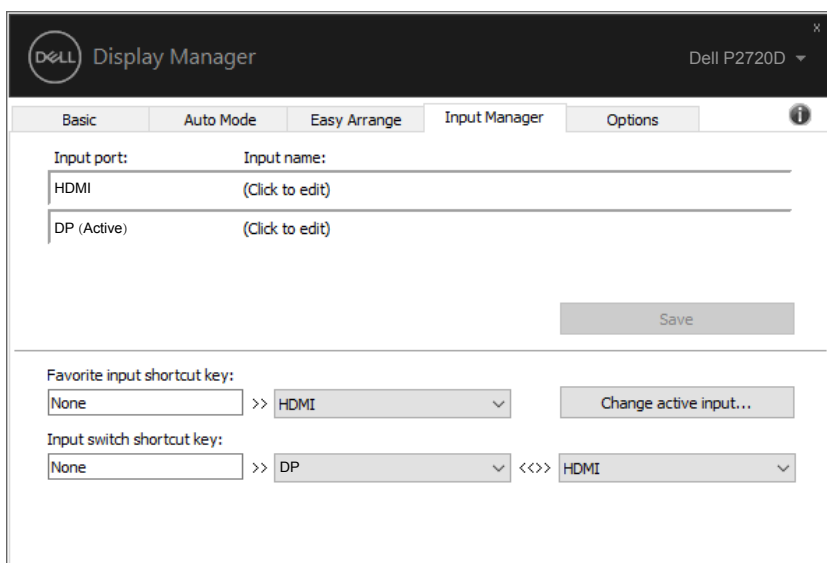 x
DELL Display Manager Dell P2720D
Basic Auto Mode Easy Arrange Input Manager Options i
Input port: Input name:
HDMI (Click to edit)
DP (Active) (Click to edit)
Save
Favorite input shortcut key:
None >> HDMI Change active input...
Input switch shortcut key:
None >> DP <<>> HDMI